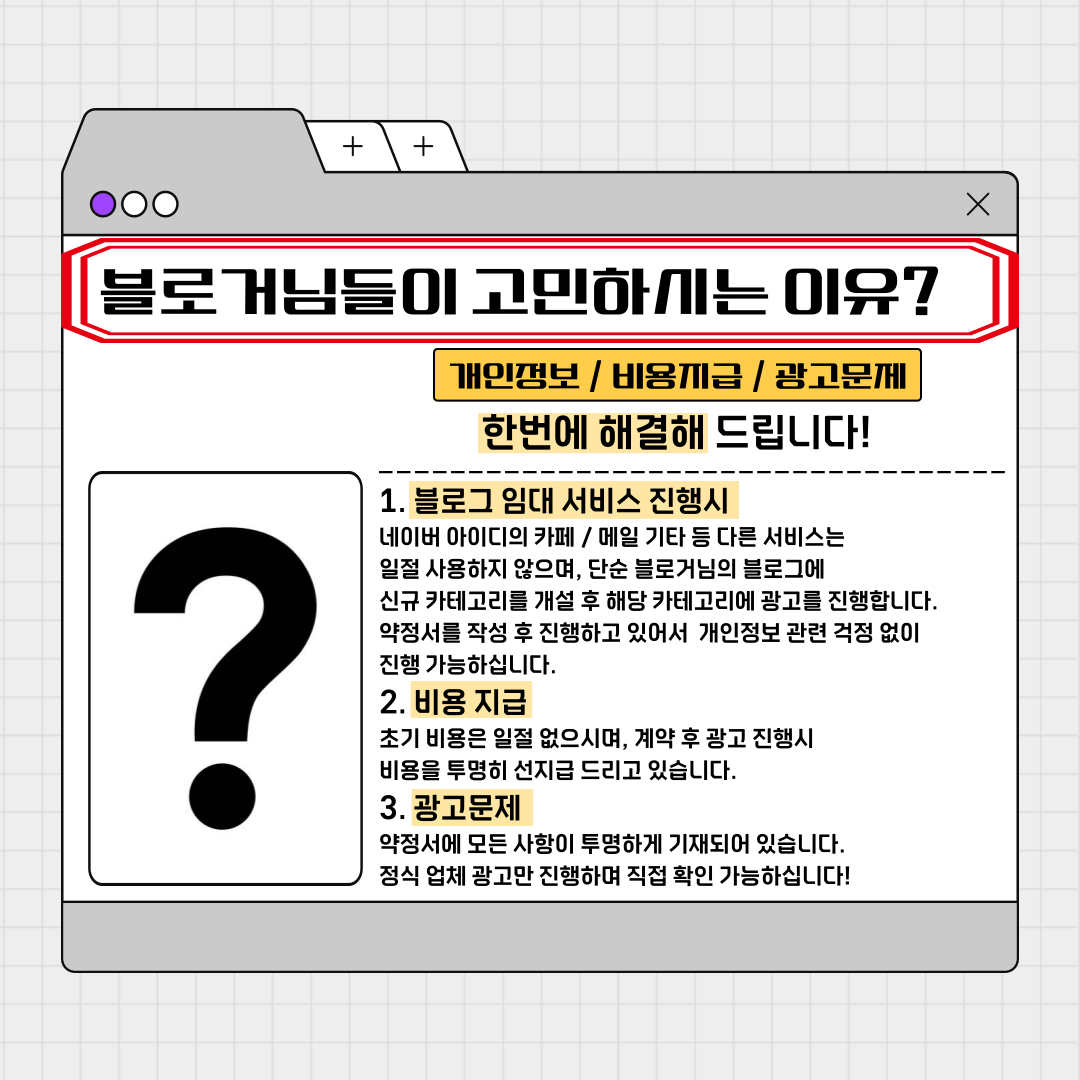 블로거님들이 고민하시는 이유?
개인정보 / 비용지급 / 광고문제
한번에 해결해 드립니다!
1. 블로그 임대 서비스 진행시
네이버 아이디의 카페 / 메일 기타 등 다른 서비스는
일절 사용하지 않으며, 단순 블로거님의 블로그에
신규 카테고리를 개설 후 해당 카테고리에 광고를 진행합니다.
약정서를 작성 후 진행하고 있어서 개인정보 관련 걱정 없이
진행 가능하십니다.
2. 비용 지급
초기 비용은 일절 없으시며, 계약 후 광고 진행시
비용을 투명히 선지급 드리고 있습니다.
3. 광고문제
약정서에 모든 사항이 투명하게 기재되어 있습니다.
정식 업체 광고만 진행하며 직접 확인 가능하십니다!
?